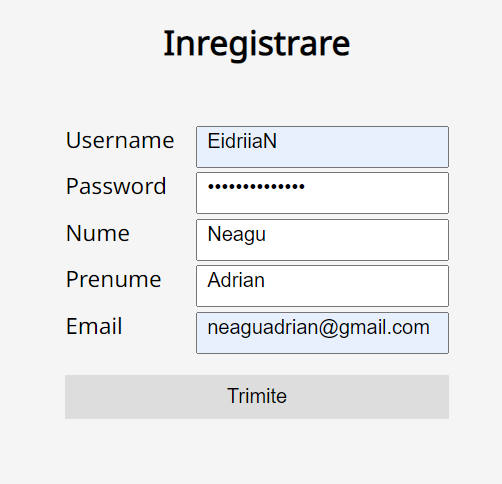 Inregistrare
Username EidriiaN
Password ••••••••••••••
Nume Neagu
Prenume Adrian
Email neaguadrian@gmail.com
Trimite